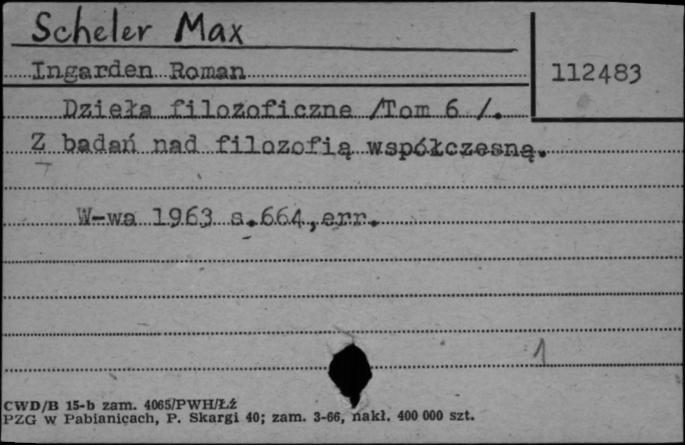 Scheler Max
Ingarden Roman
112483
Dzieła filozoficzne /Tom 6 /.
Z badań nad filozofią współczesną.
W-wa 1963 s.664,err.
1
CWD/B 15-b zam. 4065/PWH/Łż
PZG w Pabianicach, P. Skargi 40; zam. 3-66, nakł. 400 000 szt.